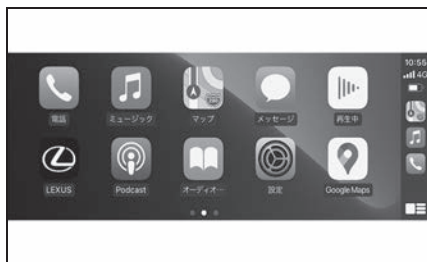 10:55
4G
電話
ミュージック
マップ
メッセージ
再生中
LEXUS
Podcast
オーディオ…
設定
Google Maps